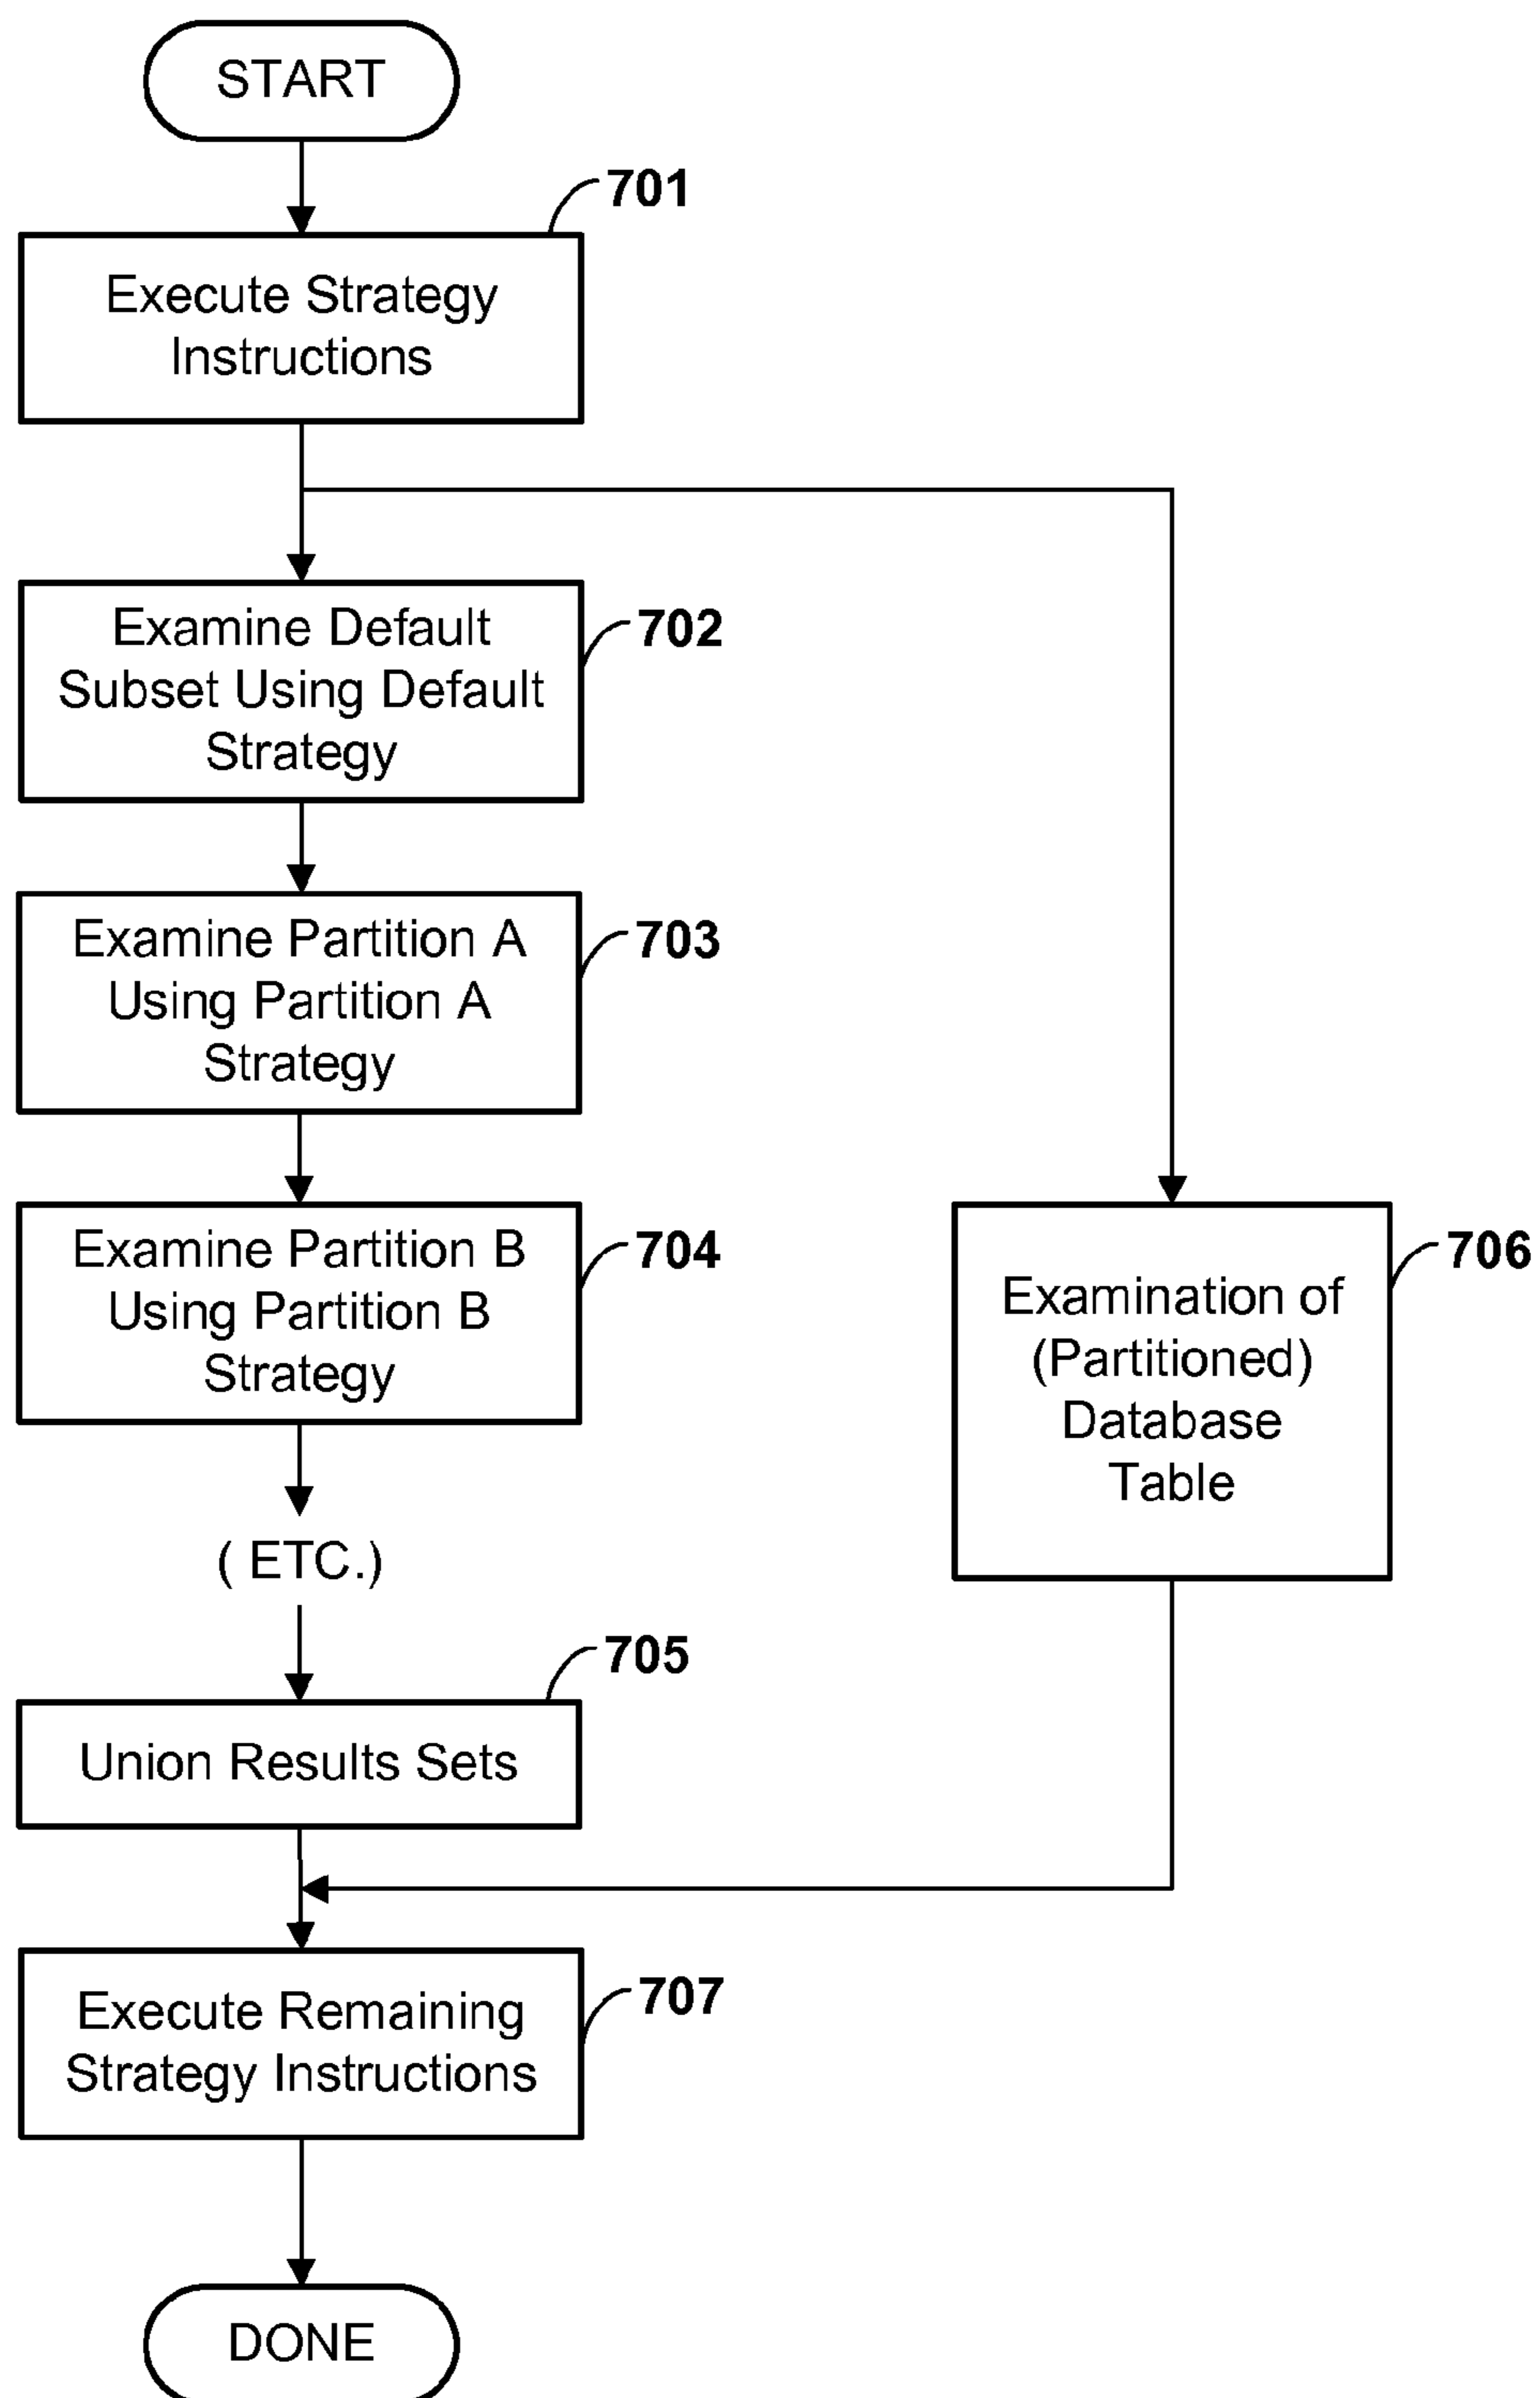 START
701
Execute Strategy
Instructions
Examine Default
Subset Using Default
Strategy
702
Examine Partition A
Using Partition A
Strategy
703
Examine Partition B
Using Partition B
Strategy
704
Examination of
(Partitioned)
Database
Table
706
( ETC.)
705
Union Results Sets
Execute Remaining
Strategy Instructions
707
DONE